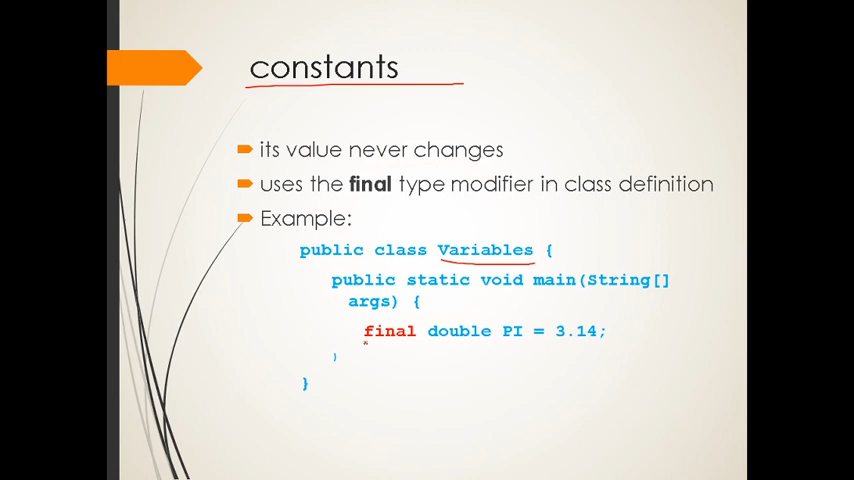 constants
its value never changes
uses the final type modifier in class definition
Example:
public class Variables {
public static void main(String[]
args) {
final double PI = 3.14;
}
}